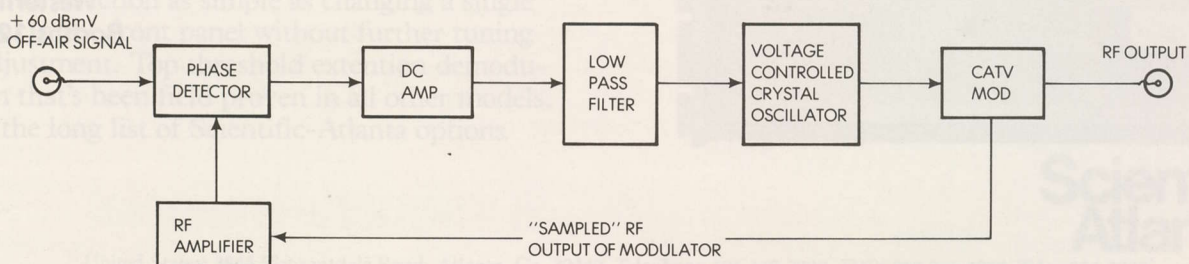 + 60 dBmV
OFF-AIR SIGNAL
PHASE
DETECTOR
DC
AMP
LOW
PASS
FILTER
VOLTAGE
CONTROLLED
CRYSTAL
OSCILLATOR
CATV
MOD
RF OUTPUT
RF
AMPLIFIER
"SAMPLED" RF
OUTPUT OF MODULATOR